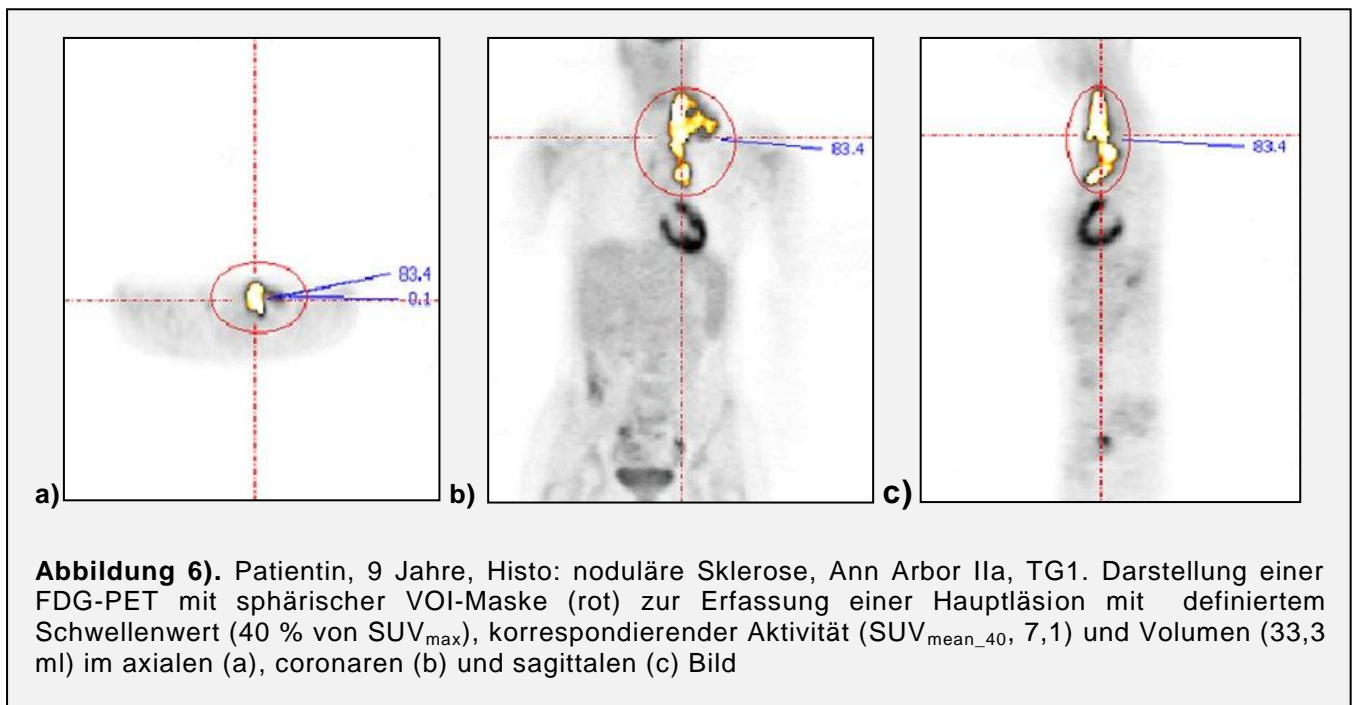 83.4
0.1
83.4
83.4
a)
b)
c)
Abbildung 6). Patientin, 9 Jahre, Histo: noduläre Sklerose, Ann Arbor IIa, TG1. Darstellung einer
FDG-PET mit sphärischer VOI-Maske (rot) zur Erfassung einer Hauptläsion mit definiertem
Schwellenwert (40 % von SUVmax), korrespondierender Aktivität (SUVmean_40, 7,1) und Volumen (33,3
ml) im axialen (a), coronaren (b) und sagittalen (c) Bild